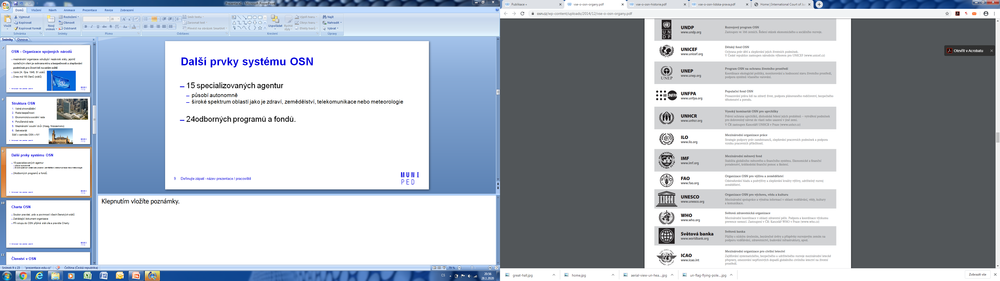 Prezentace1 - Microsoft PowerPoint
Domů Vložení Návrh Animace Prezentace Revize Zobrazení
Vložit
Vyjmout
Kopírovat
Kopírovat formát
Schránka
Nový
snímek
Rozložení
Obnovit
Odstranit
Snímky
28
Písmo
Směr textu
Zarovnat text
Převést na obrázek SmartArt
Odstavec
Uspořádat
Rychlé
styly
Výplň tvaru
Obrys tvaru
Efekty tvarů
Kreslení
Najít
Nahradit
Vybrat
Úpravy
Snímky Osnova
7
OSN – Organizace spojených národů
– mezinárodní organizace sdružující nezávislé státy, jejichž
společným cílem je ochrana míru a bezpečnosti a zlepšování
podmínek pro život lidí na celém světě
– Vznik 24. října 1945, 51 států
– Dnes má 193 členů (států)
8
Struktura OSN
1. Valné shromáždění
2. Rada bezpečnosti
3. Ekonomická a sociální rada
4. Poručenská rada
5. Mezinárodní soudní dvůr (Haag, Nizozemsko)
6. Sekretariát
Sídlí v centrále OSN v NY
9
Další prvky systému OSN
– 15 specializovaných agentur
– působí autonomně
– široké spektrum oblastí jako je zdraví, zemědělství, telekomunikace nebo meteorologie
– 24odborných programů a fondů.
10
Charta OSN
– Soubor pravidel, práv a povinností všech členských států
– Zakládající dokument organizace
– Při vstupu do OSN přijímá stát cíle a pravidla Charty
11
Členství v OSN
Další prvky systému OSN
– 15 specializovaných agentur
– působí autonomně
– široké spektrum oblastí jako je zdraví, zemědělství, telekomunikace nebo meteorologie
– 24odborných programů a fondů.
9 Definujte zápatí - název prezentace / pracoviště
MUNI
PED
Klepnutím vložíte poznámky.
Snímek 9 z 23 "prezentace-edu-cz" Čeština (Česká republika) 79 %
CS 20:56
28.1.2020
Publikace « vse-o-osn-organy.pdf vse-o-osn-historie.pdf vse-o-osn-lidska-prava.pdf Home | International Court of Jus
osn.cz/wp-content/uploads/2014/12/vse-o-osn-organy.pdf
Otevřít v Acrobatu
UNDP
www.undp.org
Rozvojový program OSN
Zastoupen ve 166 zemích. Řešení otázek ekonomického a sociálního rozvoje.
UNICEF
www.unicef.org
Dětský fond OSN
Ochrana práv dětí a zlepšování jejich životních podmínek.
V České republice zastoupen národním výborem pro UNICEF (www.unicef.cz)
UNEP
UNEP
www.unep.org
Program OSN na ochranu životního prostředí
Koordinace ekologické politiky, monitorování a hodnocení stavu životního prostředí,
podpora systémů včasného varování.
UNFPA
UNFPA
www.unfpa.org
Populační fond OSN
Prosazování práva lidí na zdravý život, podpora plánovaného rodičovství, bezpečného
těhotenství a porodu.
UNHCR
www.unhcr.org
Vysoký komisariát OSN pro uprchlíky
Právní ochrana uprchlíků, dlohodobá řešení jejich problémů – vytváření podmínek
pro dobrovolný návrat do vlasti nebo usazení v jiné zemi.
V ČR zastoupen Kanceláří UNHCR v Praze (www.unhcr.cz)
ILO
ILO
www.ilo.org
Mezinárodní organizace práce
Strategie podpory práv zaměstnanců, zlepšování pracovních podmínek a podpora
vzniku pracovních příležitostí.
IMF
www.imf.org
Mezinárodní měnový fond
Stabilita globálního měnového a finančního systému. Ekonomické a finanční
poradenství, krátkodobá finanční pomoc a školení.
FAO
www.fao.org
Organizace OSN pro výživu a zemědělství
Odstraňování hladu a podvýživy a zlepšování kvality výživy, udržitelný rozvoj
zemědělství.
UNESCO
UNESCO
www.unesco.org
Organizace OSN pro výchovu, vědu a kulturu
Mezinárodní spolupráce a výměna informací v oblasti vzdělávání, vědy, kultury
a komunikace.
WHO
www.who.org
Světová zdravotnická organizace
Mezinárodní koordinace v oblasti zdravotní péče. Podpora a koordinace výzkumu
prevence nemocí. Zastoupení v ČR: Kancelář WHO v Praze (www.who.cz)
Světová banka
www.worldbank.org
Světová banka
Půjčky s nízkým úročením, bezúročné úvěry a příspěvky rozvojovým zemím na
podporu vzdělávání, zdravotnictví, budování infrastruktury, apod.
ICAO
www.icao.int
Mezinárodní organizace pro civilní letectví
Zajišťování systematického, bezpečného a udržitelného rozvoje mezinárodní letecké
přepravy, omezování nepříznivých dopadů globálního civilního letectví na životní
prostředí.
great-hall.jpg home.jpg aerial-view-un-hea....jpg un-flag-flying-pole....jpg Zobrazit vše